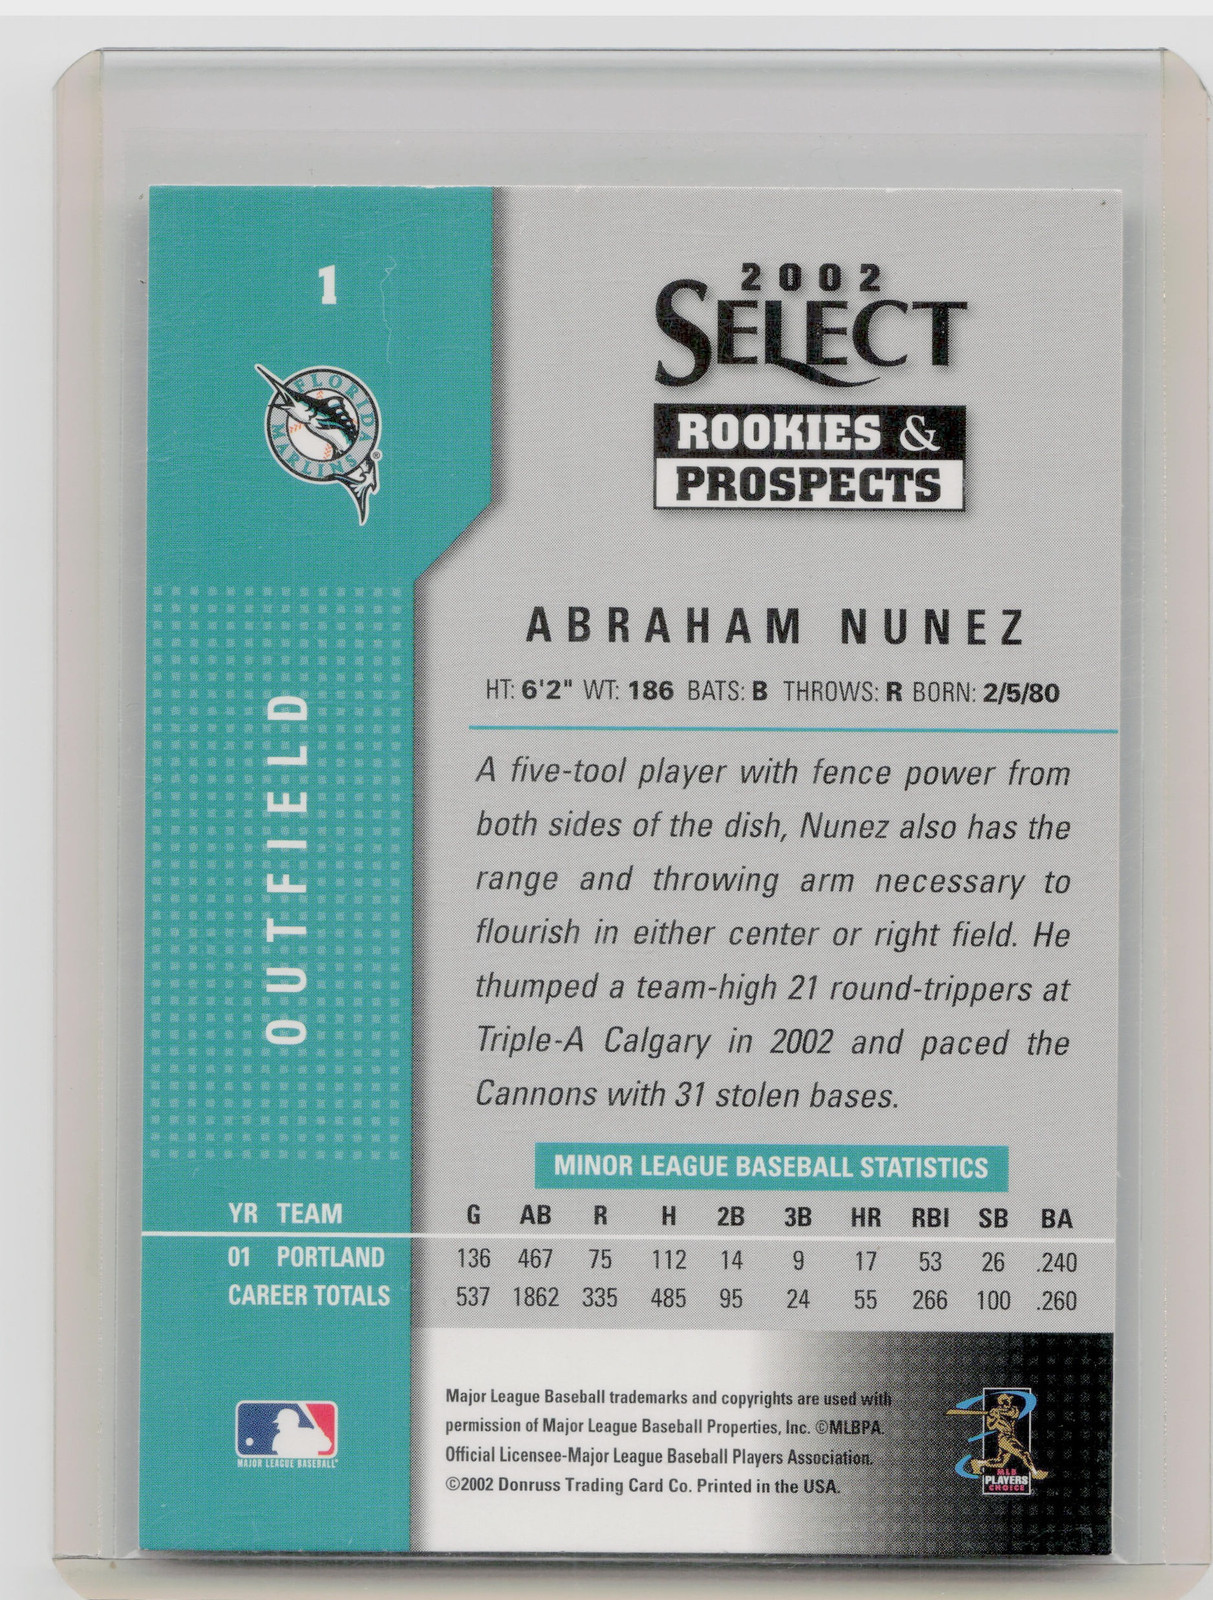 1
FLORIDA
MARLINS
®
2002
SELECT
ROOKIES &
PROSPECTS
ABRAHAM NUNEZ
HT: 6'2" WT: 186 BATS: B THROWS: R BORN: 2/5/80
OUTFIELD
A five-tool player with fence power from
both sides of the dish, Nunez also has the
range and throwing arm necessary to
flourish in either center or right field. He
thumped a team-high 21 round-trippers at
Triple-A Calgary in 2002 and paced the
Cannons with 31 stolen bases.
MINOR LEAGUE BASEBALL STATISTICS
YR TEAM G AB R H 2B 3B HR RBI SB BA
01 PORTLAND 136 467 75 112 14 9 17 53 26 .240
CAREER TOTALS 537 1862 335 485 95 24 55 266 100 .260
Major League Baseball trademarks and copyrights are used with
permission of Major League Baseball Properties, Inc. ©MLBPA.
Official Licensee-Major League Baseball Players Association.
©2002 Donruss Trading Card Co. Printed in the USA.
MAJOR LEAGUE BASEBALL
MLB
PLAYERS
CHOICE